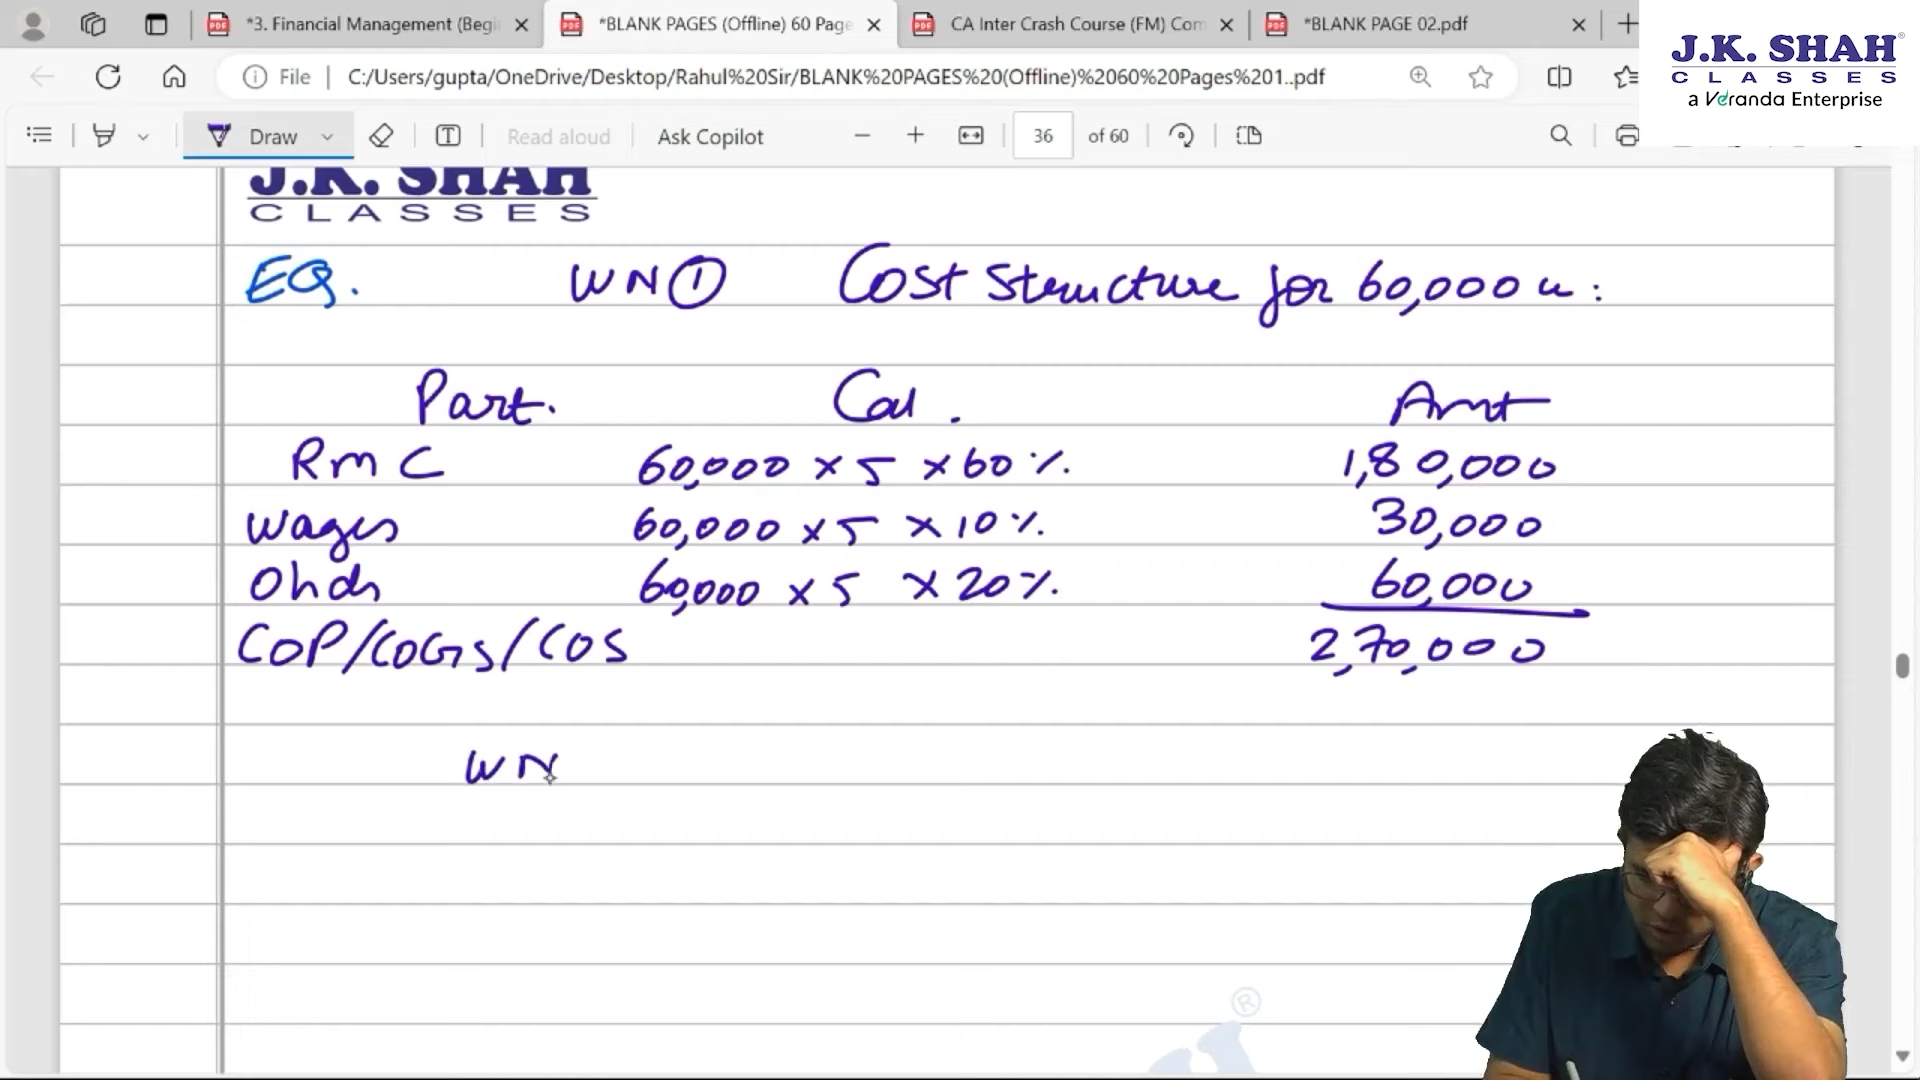 *3. Financial Management (Begi
*BLANK PAGES (Offline) 60 Page
CA Inter Crash Course (FM) Com
*BLANK PAGE 02.pdf
File
C:/Users/gupta/OneDrive/Desktop/Rahul%20Sir/BLANK%20PAGES%20(Offline)%2060%20Pages%201..pdf
J.K. SHAH®
CLASSES
a Veranda Enterprise
Draw
Read aloud
Ask Copilot
36 of 60
J.K. SHAH
CLASSES
EQ. WN ① Cost Structure for 60,000 u :
Part. Cal. Amt
RMC 60,000 × 5 × 60 %. 1,80,000
Wages 60,000 × 5 × 10 %. 30,000
Ohds 60,000 × 5 × 20 %. 60,000
COP/COGS/COS 2,70,000
WN
®